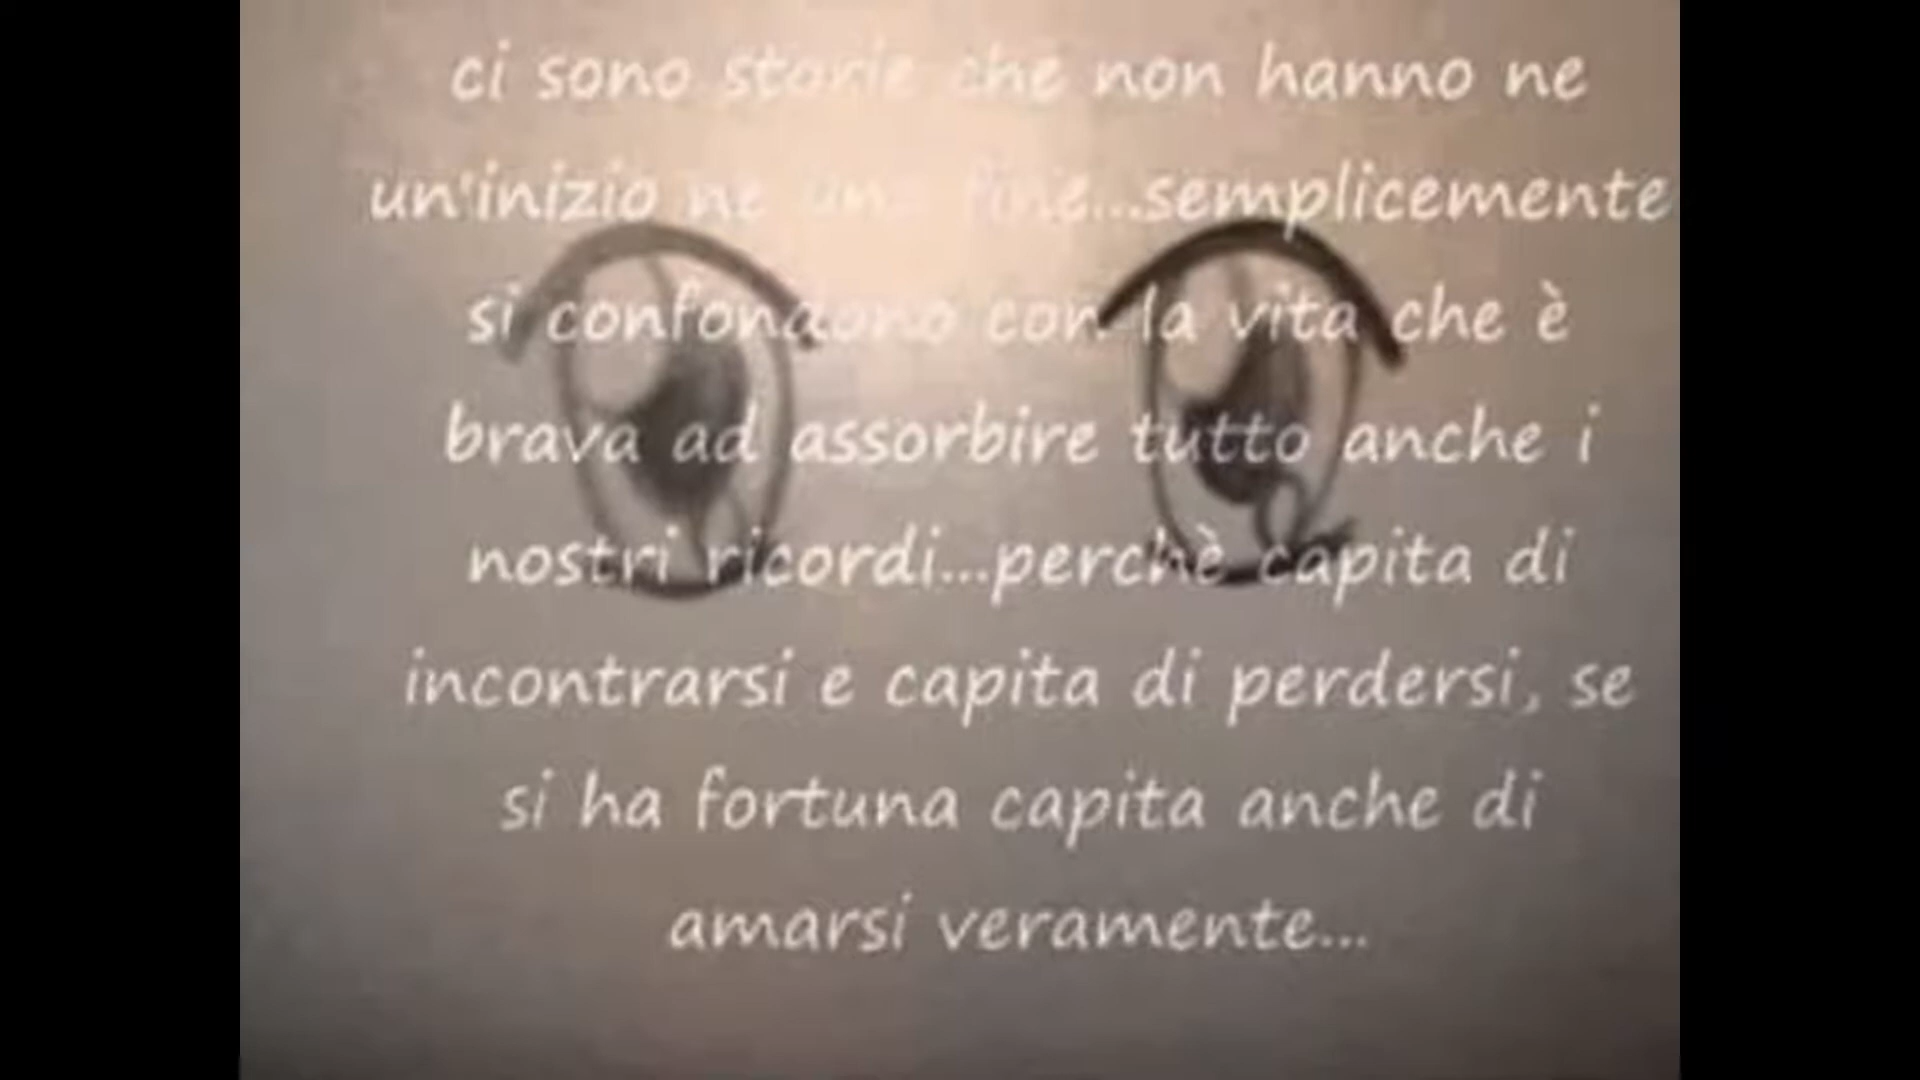 ci sono storie che non hanno ne
un'inizio ne una fine...semplicemente
si confondono con la vita che è
brava ad assorbire tutto anche i
nostri ricordi...perchè capita di
incontrarsi e capita di perdersi, se
si ha fortuna capita anche di
amarsi veramente...